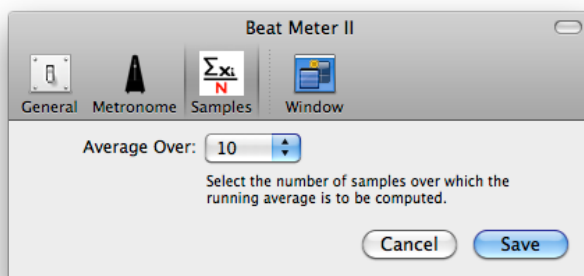 Beat Meter II
Σxi
N
General Metronome Samples Window
Average Over: 10
Select the number of samples over which the
running average is to be computed.
Cancel Save